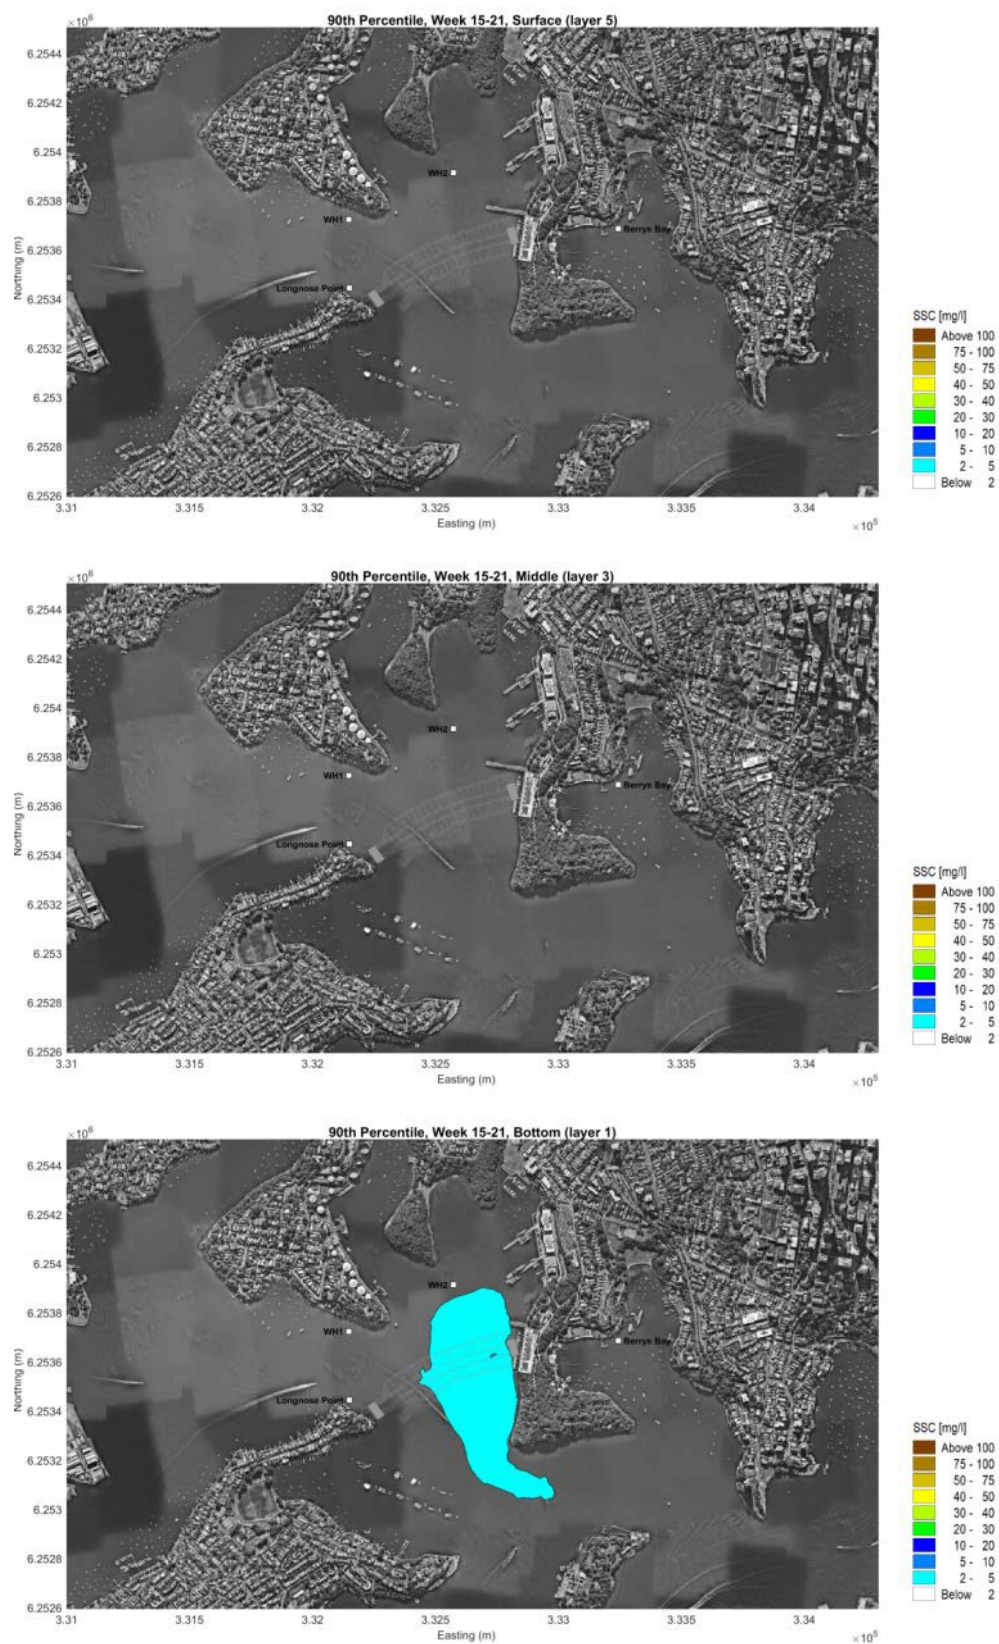 90th Percentile, Week 15-21, Surface (layer 5)
×10⁶
6.2544
6.2542
6.254
6.2538
6.2536
6.2534
6.2532
6.253
6.2528
6.2526
Northing (m)
WH2
WH1
Berrys Bay
Longnose Point
3.31 3.315 3.32 3.325 3.33 3.335 3.34
Easting (m)
×10⁵
SSC [mg/l]
Above 100
75 - 100
50 - 75
40 - 50
30 - 40
20 - 30
10 - 20
5 - 10
2 - 5
Below 2
90th Percentile, Week 15-21, Middle (layer 3)
×10⁶
6.2544
6.2542
6.254
6.2538
6.2536
6.2534
6.2532
6.253
6.2528
6.2526
Northing (m)
WH2
WH1
Berrys Bay
Longnose Point
3.31 3.315 3.32 3.325 3.33 3.335 3.34
Easting (m)
×10⁵
SSC [mg/l]
Above 100
75 - 100
50 - 75
40 - 50
30 - 40
20 - 30
10 - 20
5 - 10
2 - 5
Below 2
90th Percentile, Week 15-21, Bottom (layer 1)
×10⁶
6.2544
6.2542
6.254
6.2538
6.2536
6.2534
6.2532
6.253
6.2528
6.2526
Northing (m)
WH2
WH1
Berrys Bay
Longnose Point
3.31 3.315 3.32 3.325 3.33 3.335 3.34
Easting (m)
×10⁵
SSC [mg/l]
Above 100
75 - 100
50 - 75
40 - 50
30 - 40
20 - 30
10 - 20
5 - 10
2 - 5
Below 2